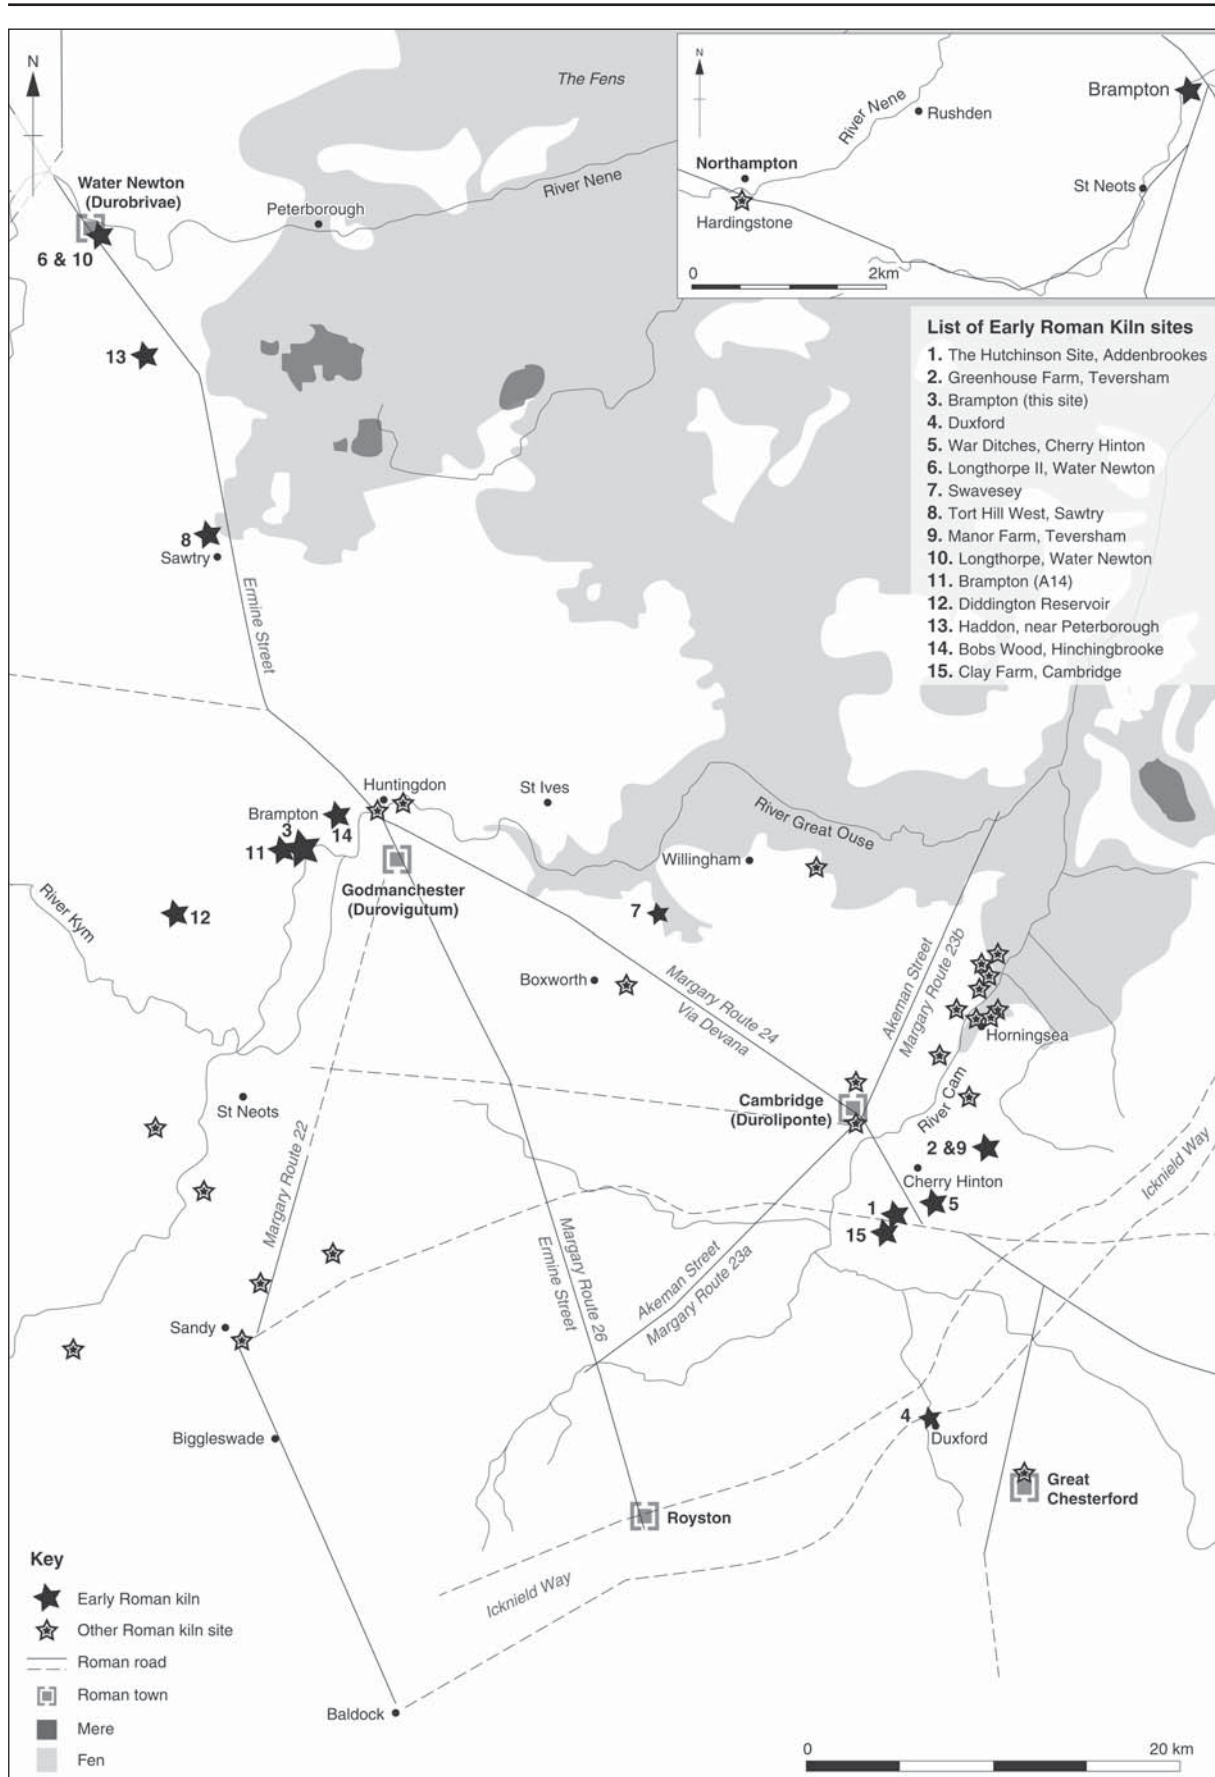 N
The Fens
Water Newton
(Durobrivae)
Peterborough
River Nene
6 & 10
13
8
Sawtry
Ermine Street
N
River Nene
Rushden
Brampton
Northampton
Hardingstone
St Neots
0
2km
List of Early Roman Kiln sites
1. The Hutchinson Site, Addenbrookes
2. Greenhouse Farm, Teversham
3. Brampton (this site)
4. Duxford
5. War Ditches, Cherry Hinton
6. Longthorpe II, Water Newton
7. Swavesey
8. Tort Hill West, Sawtry
9. Manor Farm, Teversham
10. Longthorpe, Water Newton
11. Brampton (A14)
12. Diddington Reservoir
13. Haddon, near Peterborough
14. Bobs Wood, Hinchingbrooke
15. Clay Farm, Cambridge
Huntingdon
St Ives
Brampton
3
14
11
River Great Ouse
Willingham
Godmanchester
(Durovigutum)
River Kym
12
7
Boxworth
Margary Route 24
Via Devana
Akeman Street
Margary Route 23b
Horningsea
St Neots
Cambridge
(Duroliponte)
River Cam
2 &9
Cherry Hinton
Icknield Way
Margary Route 22
1
5
15
Margary Route 26
Ermine Street
Akeman Street
Margary Route 23a
Sandy
4
Duxford
Biggleswade
Great
Chesterford
Royston
Icknield Way
Baldock
Key
Early Roman kiln
Other Roman kiln site
Roman road
Roman town
Mere
Fen
0
20 km